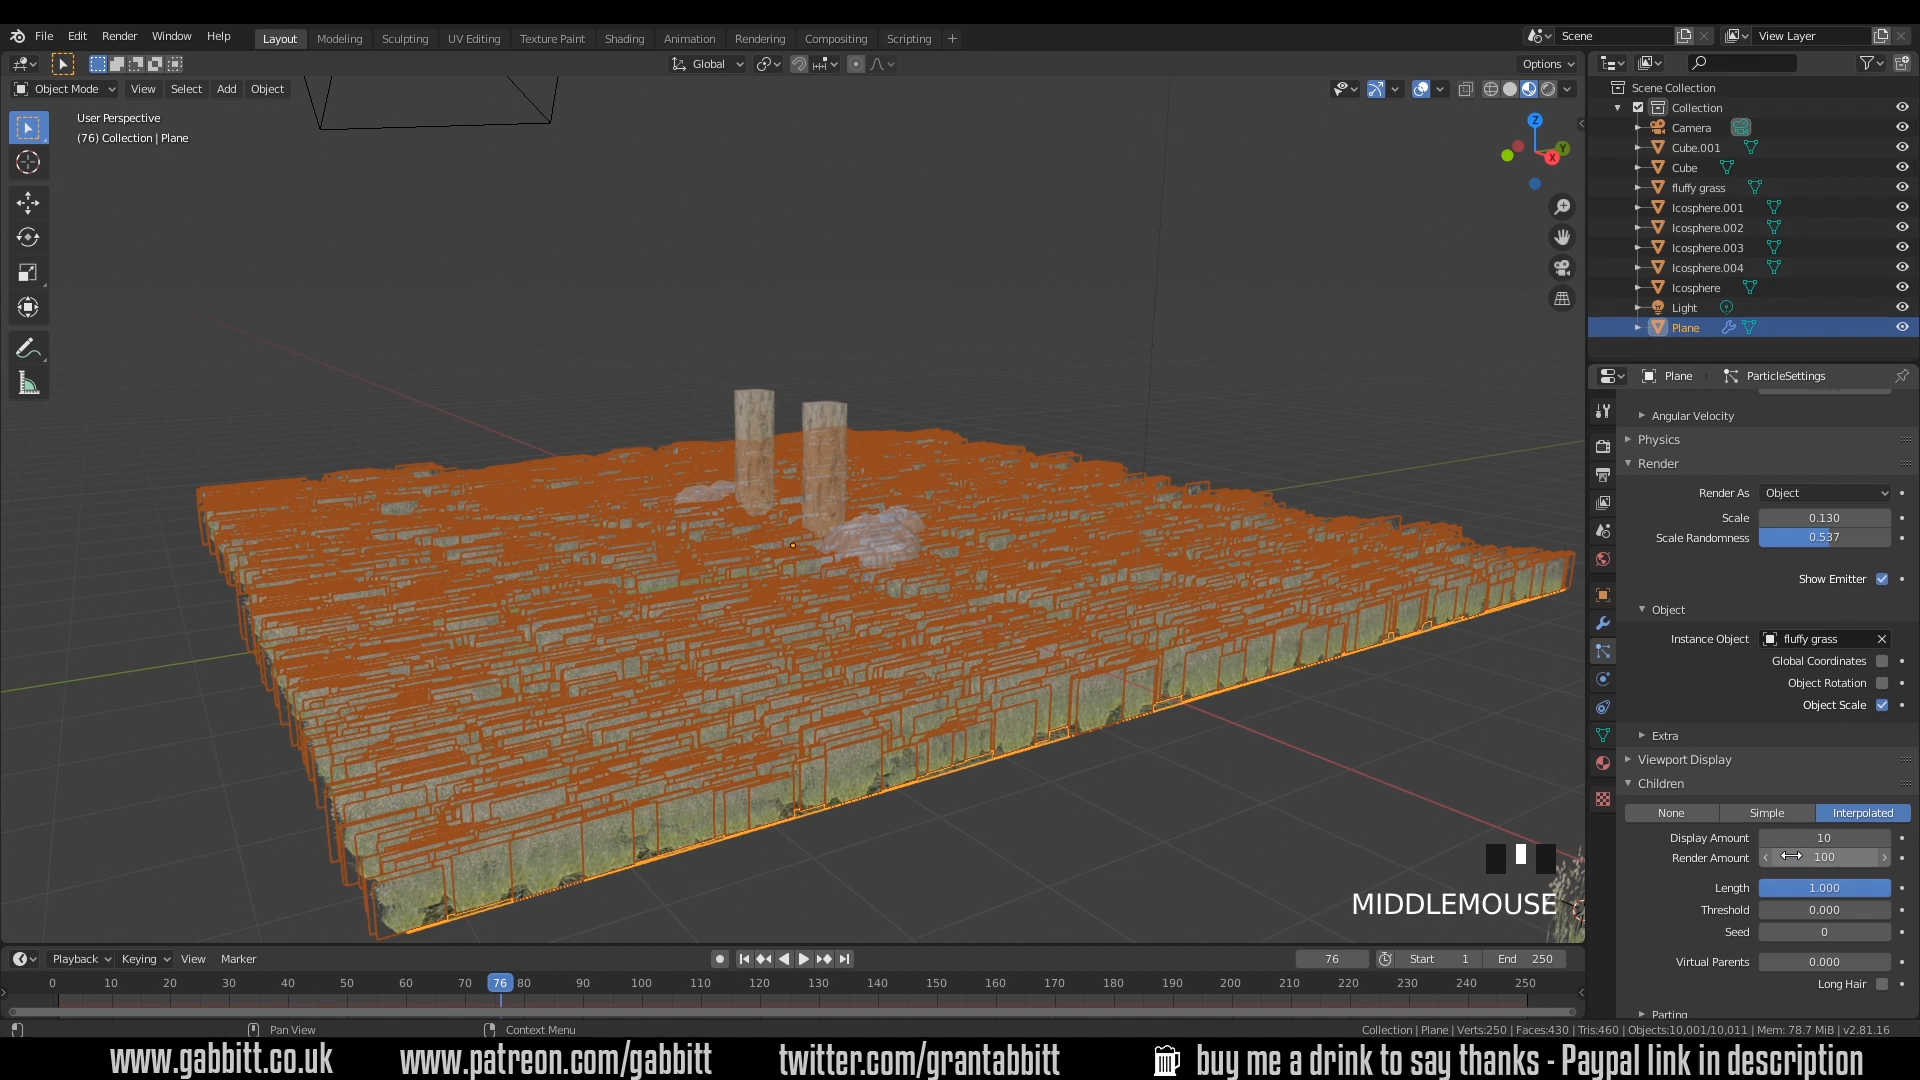 File Edit Render Window Help Layout Modeling Sculpting UV Editing Texture Paint Shading Animation Rendering Compositing Scripting + Scene View Layer
Global Options
Object Mode View Select Add Object
User Perspective
(76) Collection | Plane
Z
Y
X
Scene Collection
Collection
Camera
Cube.001
Cube
fluffy grass
Icosphere.001
Icosphere.002
Icosphere.003
Icosphere.004
Icosphere
Light
Plane
Plane ParticleSettings
Angular Velocity
Physics
Render
Render As Object
Scale 0.130
Scale Randomness 0.537
Show Emitter
Object
Instance Object fluffy grass
Global Coordinates
Object Rotation
Object Scale
Extra
Viewport Display
Children
None Simple Interpolated
Display Amount 10
Render Amount 100
Length 1.000
Threshold 0.000
Seed 0
Virtual Parents 0.000
Long Hair
Parting
MIDDLEMOUSE
Playback Keying View Marker 76 Start 1 End 250
0 10 20 30 40 50 60 70 76 80 90 100 110 120 130 140 150 160 170 180 190 200 210 220 230 240 250
Pan View Context Menu Collection | Plane | Verts:250 | Faces:430 | Tris:460 | Objects:10,001/10,011 | Mem: 78.7 MiB | v2.81.16
www.gabbitt.co.uk www.patreon.com/gabbitt twitter.com/grantabbitt buy me a drink to say thanks - Paypal link in description